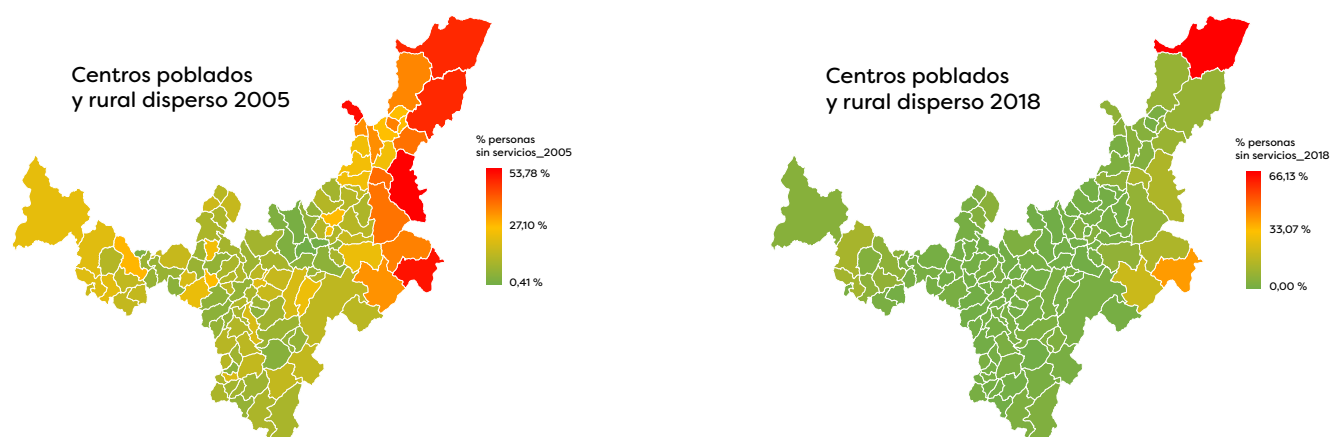 Centros poblados
y rural disperso 2005
% personas
sin servicios_2005
53,78 %
27,10 %
0,41 %
Centros poblados
y rural disperso 2018
% personas
sin servicios_2018
66,13 %
33,07 %
0,00 %